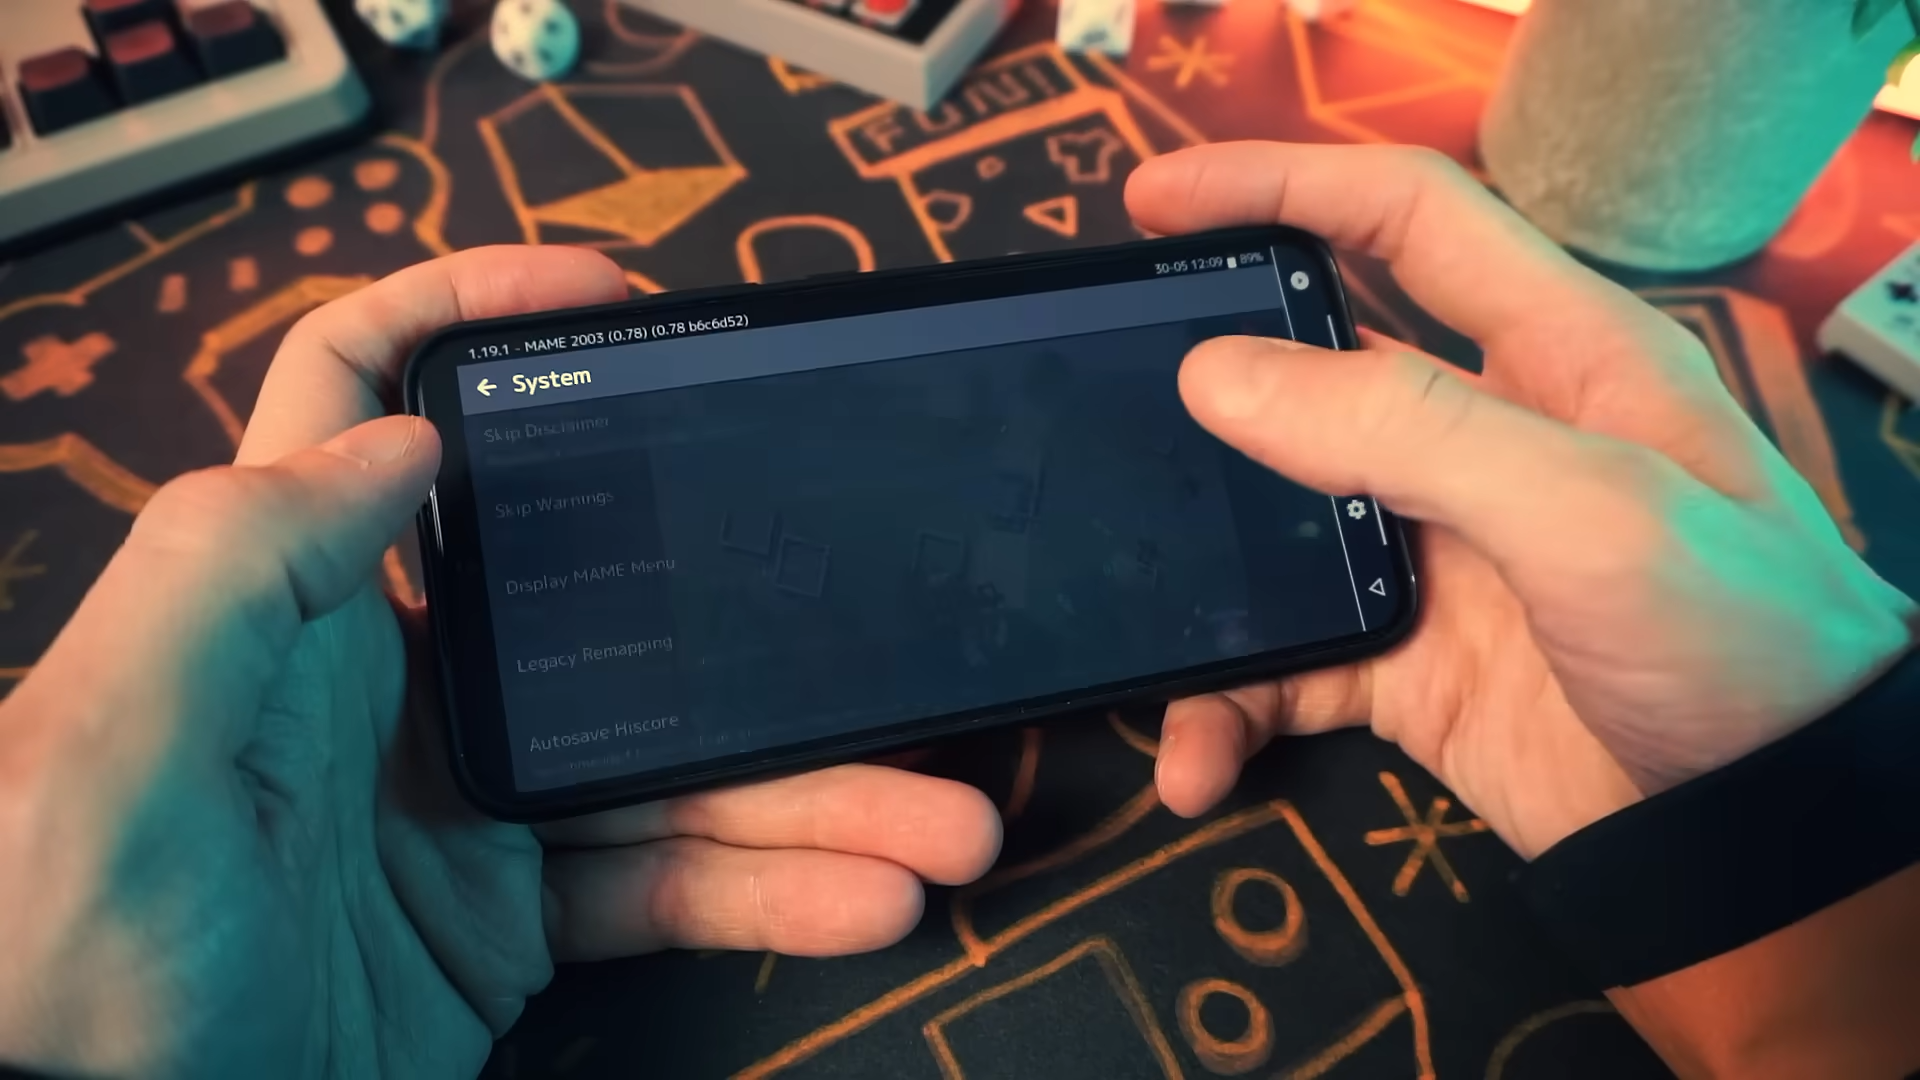 FUN!
30-05 12:09 89%
1.19.1 - MAME 2003 (0.78) (0.78 b6c6d52)
System
Skip Disclaimer
Skip Warnings
Display MAME Menu
Legacy Remapping
Autosave Hiscore